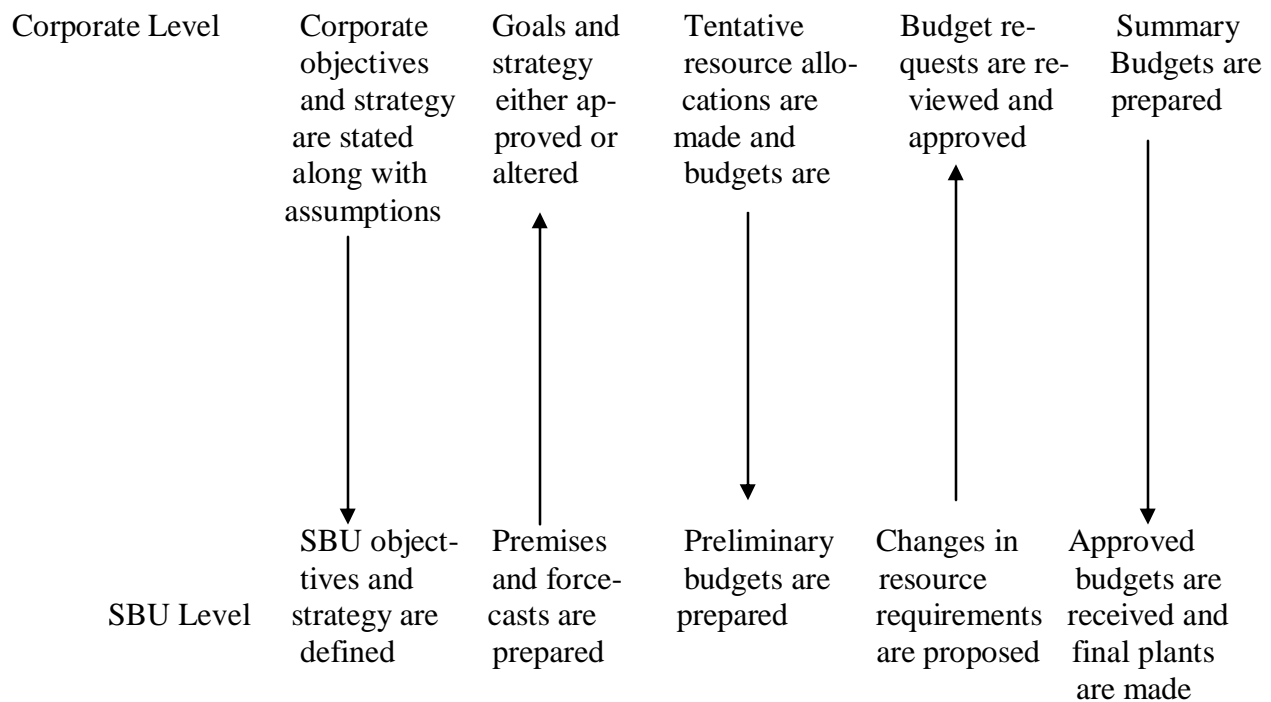 Corporate Level
Corporate
objectives
and strategy
are stated
along with
assumptions
Goals and
strategy
either ap-
proved or
altered
Tentative
resource allo-
cations are
made and
budgets are
Budget re-
quests are re-
viewed and
approved
Summary
Budgets are
prepared
SBU Level
SBU objec-
tives and
strategy are
defined
Premises
and fore-
casts are
prepared
Preliminary
budgets are
prepared
Changes in
resource
requirements
are proposed
Approved
budgets are
received and
final plants
are made